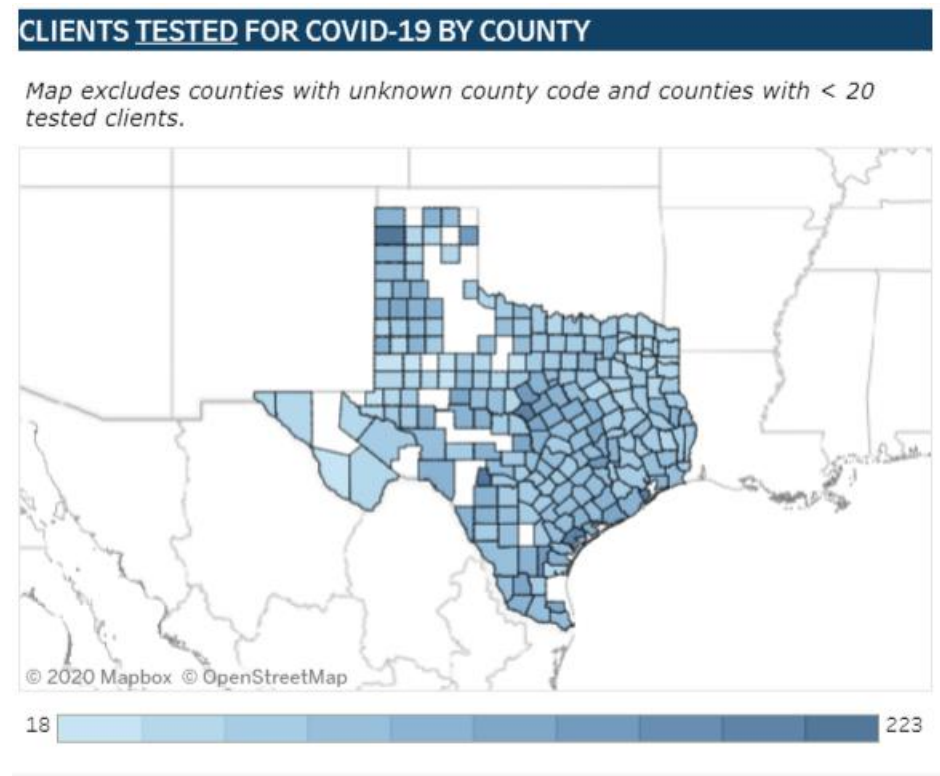 CLIENTS TESTED FOR COVID-19 BY COUNTY
Map excludes counties with unknown county code and counties with < 20
tested clients.
© 2020 Mapbox © OpenStreetMap
18
223